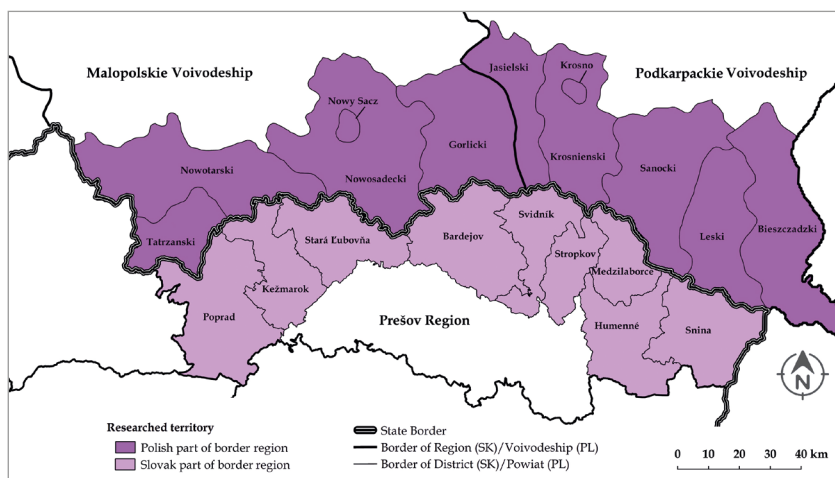 Malopolskie Voivodeship
Podkarpackie Voivodeship
Jasielski
Krosno
Nowy Sacz
Gorlicki
Krosnienski
Nowotarski
Nowosadecki
Sanocki
Tatrzanski
Leski
Bieszczadzki
Stará Ľubovňa
Bardejov
Svidník
Stropkov
Medzilaborce
Kežmarok
Poprad
Prešov Region
Humenné
Snina
N
Researched territory
Polish part of border region
Slovak part of border region
State Border
Border of Region (SK)/Voivodeship (PL)
Border of District (SK)/Powiat (PL)
0 10 20 30 40 km